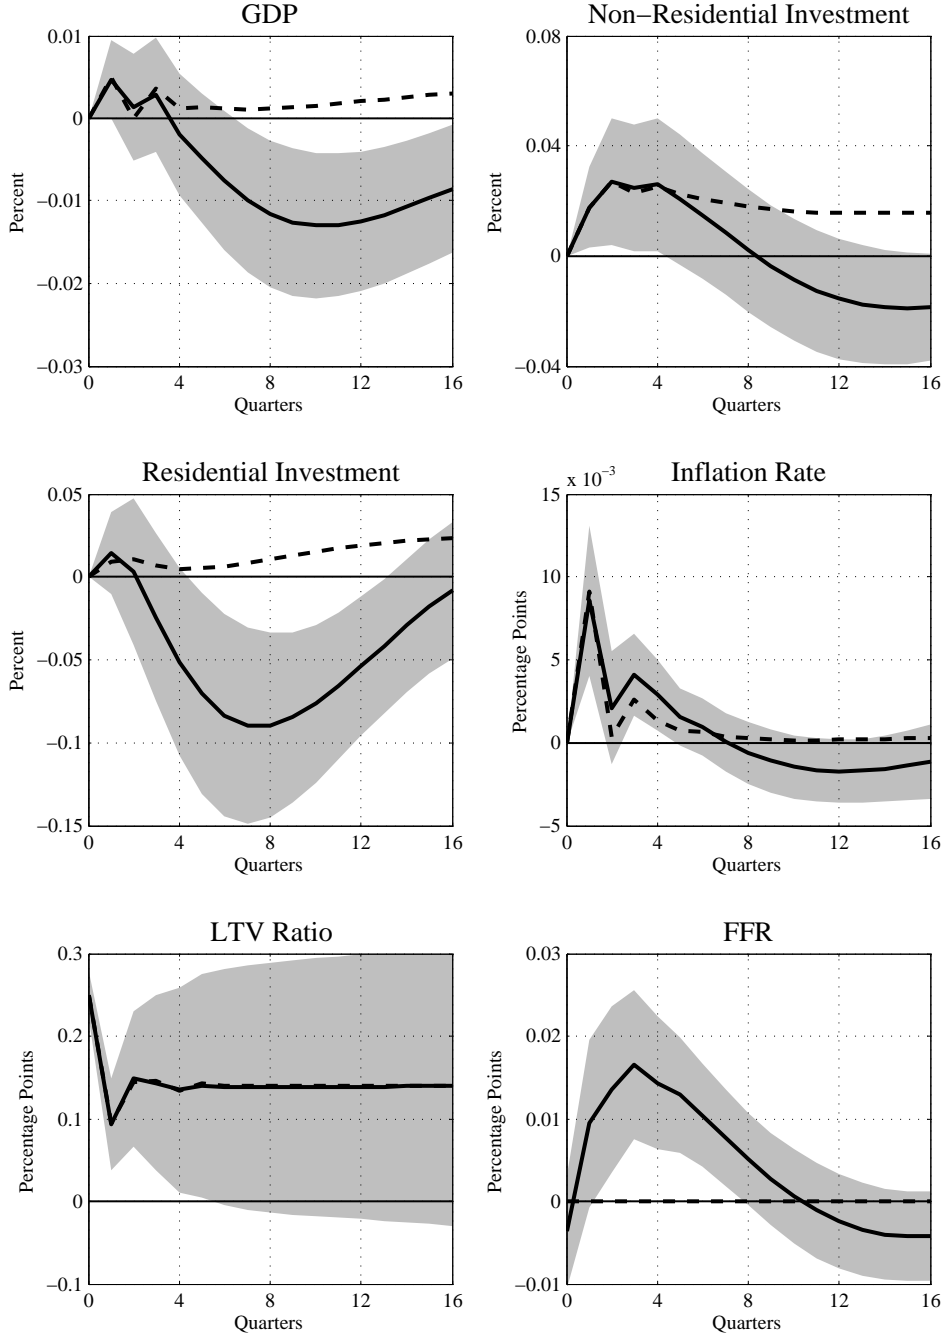 GDP
0.01
0
−0.01
−0.02
−0.03
Percent
0 4 8 12 16
Quarters
Non−Residential Investment
0.08
0.04
0
−0.04
Percent
0 4 8 12 16
Quarters
Residential Investment
0.05
0
−0.05
−0.1
−0.15
Percent
0 4 8 12 16
Quarters
Inflation Rate
x 10−3
15
10
5
0
−5
Percentage Points
0 4 8 12 16
Quarters
LTV Ratio
0.3
0.2
0.1
0
−0.1
Percentage Points
0 4 8 12 16
Quarters
FFR
0.03
0.02
0.01
0
−0.01
Percentage Points
0 4 8 12 16
Quarters